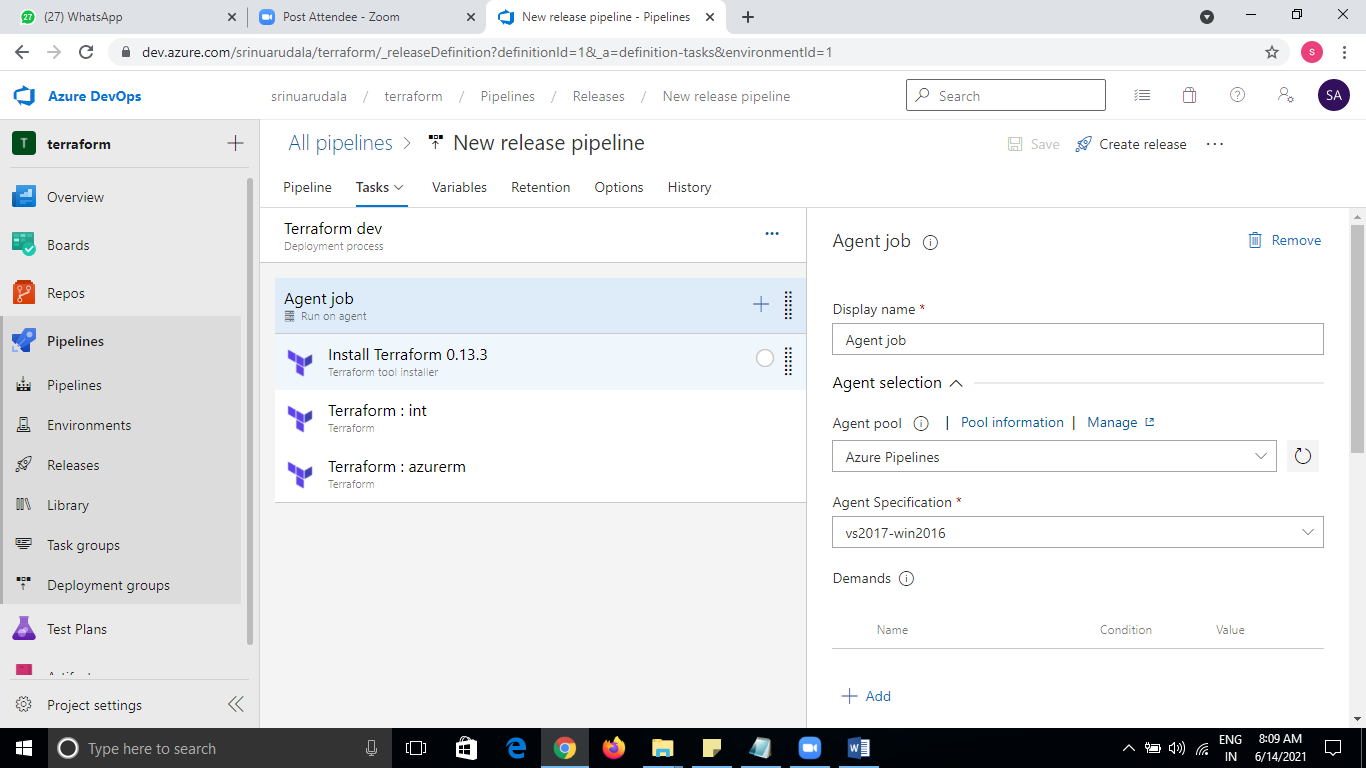 (27) WhatsApp
Post Attendee - Zoom
New release pipeline - Pipelines
dev.azure.com/srinuarudala/terraform/_releaseDefinition?definitionId=1&_a=definition-tasks&environmentId=1
s
Azure DevOps
srinuarudala / terraform / Pipelines / Releases / New release pipeline
Search
SA
T terraform
Overview
Boards
Repos
Pipelines
Pipelines
Environments
Releases
Library
Task groups
Deployment groups
Test Plans
Project settings
All pipelines > New release pipeline
Save
Create release
Pipeline
Tasks
Variables
Retention
Options
History
Terraform dev
Deployment process
Agent job
Run on agent
Install Terraform 0.13.3
Terraform tool installer
Terraform : int
Terraform
Terraform : azurerm
Terraform
Agent job
Remove
Display name *
Agent job
Agent selection
Agent pool | Pool information | Manage
Azure Pipelines
Agent Specification *
vs2017-win2016
Demands
Name Condition Value
Add
Type here to search
ENG
IN
8:09 AM
6/14/2021